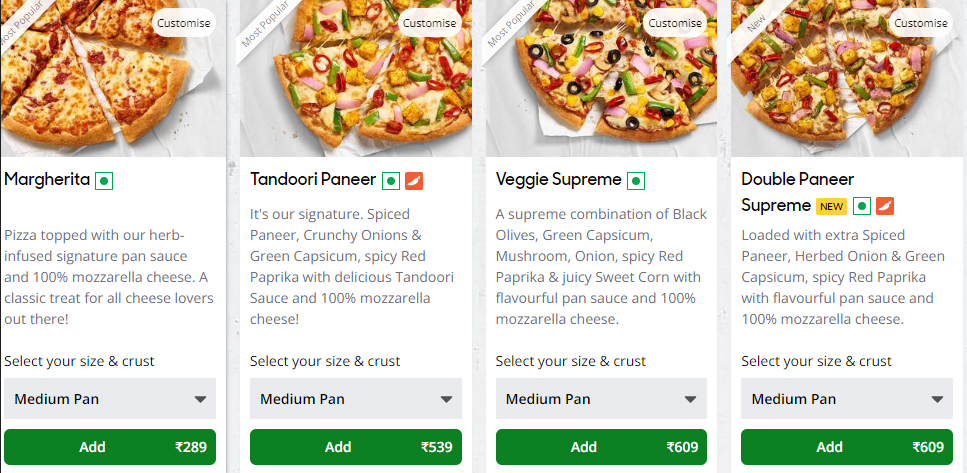 Most Popular
Customise
Most Popular
Customise
Most Popular
Customise
New
Customise
Margherita
Pizza topped with our herb-
infused signature pan sauce
and 100% mozzarella cheese. A
classic treat for all cheese lovers
out there!
Select your size & crust
Medium Pan
Add ₹289
Tandoori Paneer
It's our signature. Spiced
Paneer, Crunchy Onions &
Green Capsicum, spicy Red
Paprika with delicious Tandoori
Sauce and 100% mozzarella
cheese!
Select your size & crust
Medium Pan
Add ₹539
Veggie Supreme
A supreme combination of Black
Olives, Green Capsicum,
Mushroom, Onion, spicy Red
Paprika & juicy Sweet Corn with
flavourful pan sauce and 100%
mozzarella cheese.
Select your size & crust
Medium Pan
Add ₹609
Double Paneer
Supreme NEW
Loaded with extra Spiced
Paneer, Herbed Onion & Green
Capsicum, spicy Red Paprika
with flavourful pan sauce and
100% mozzarella cheese.
Select your size & crust
Medium Pan
Add ₹609